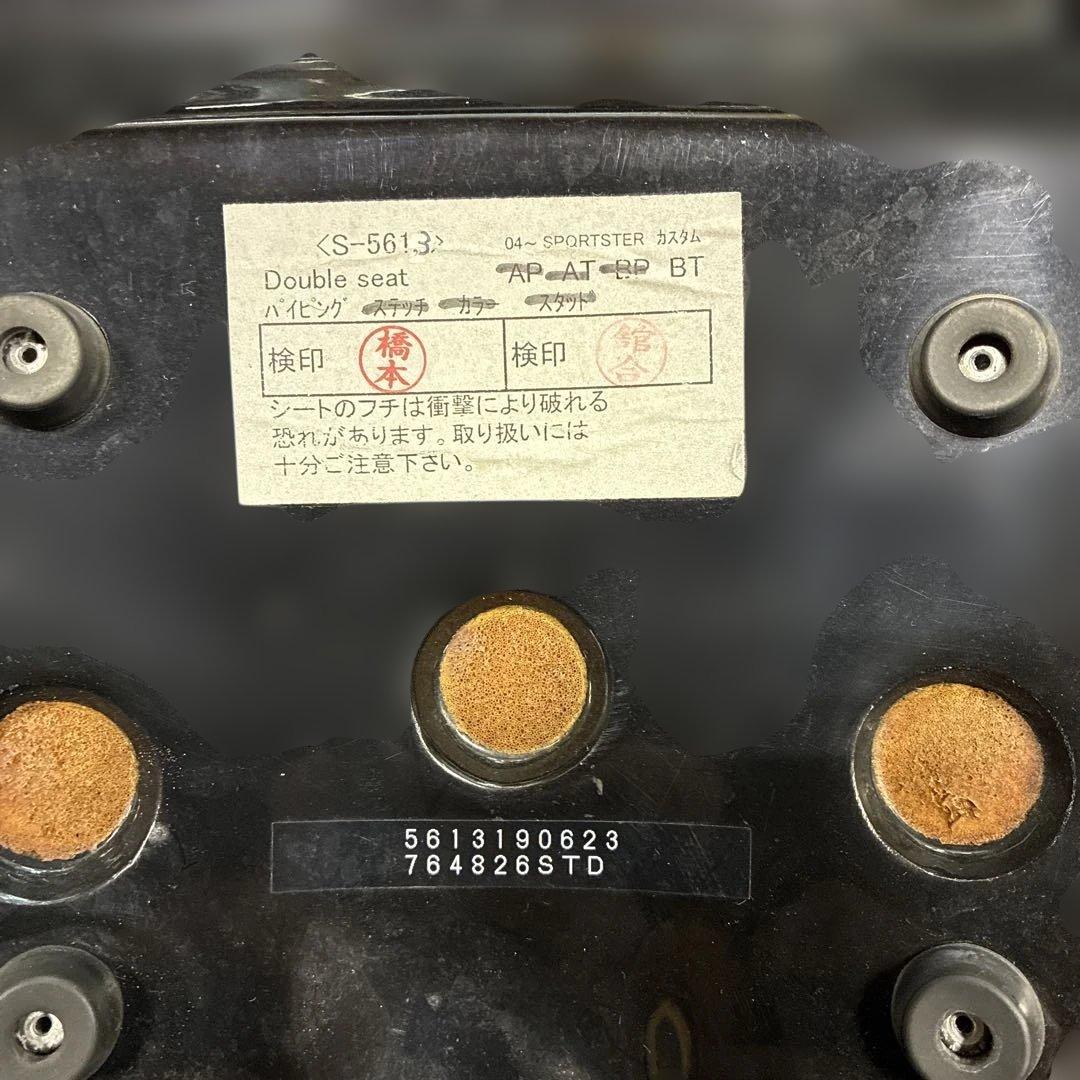 <S-5613> 04~ SPORTSTER カスタム
Double seat AP AT BP BT
パイピング ステッチ カラー スタッド
検印 橋本 検印 舘合
シートのフチは衝撃により破れる
恐れがあります。取り扱いには
十分ご注意下さい。
5613190623
764826STD